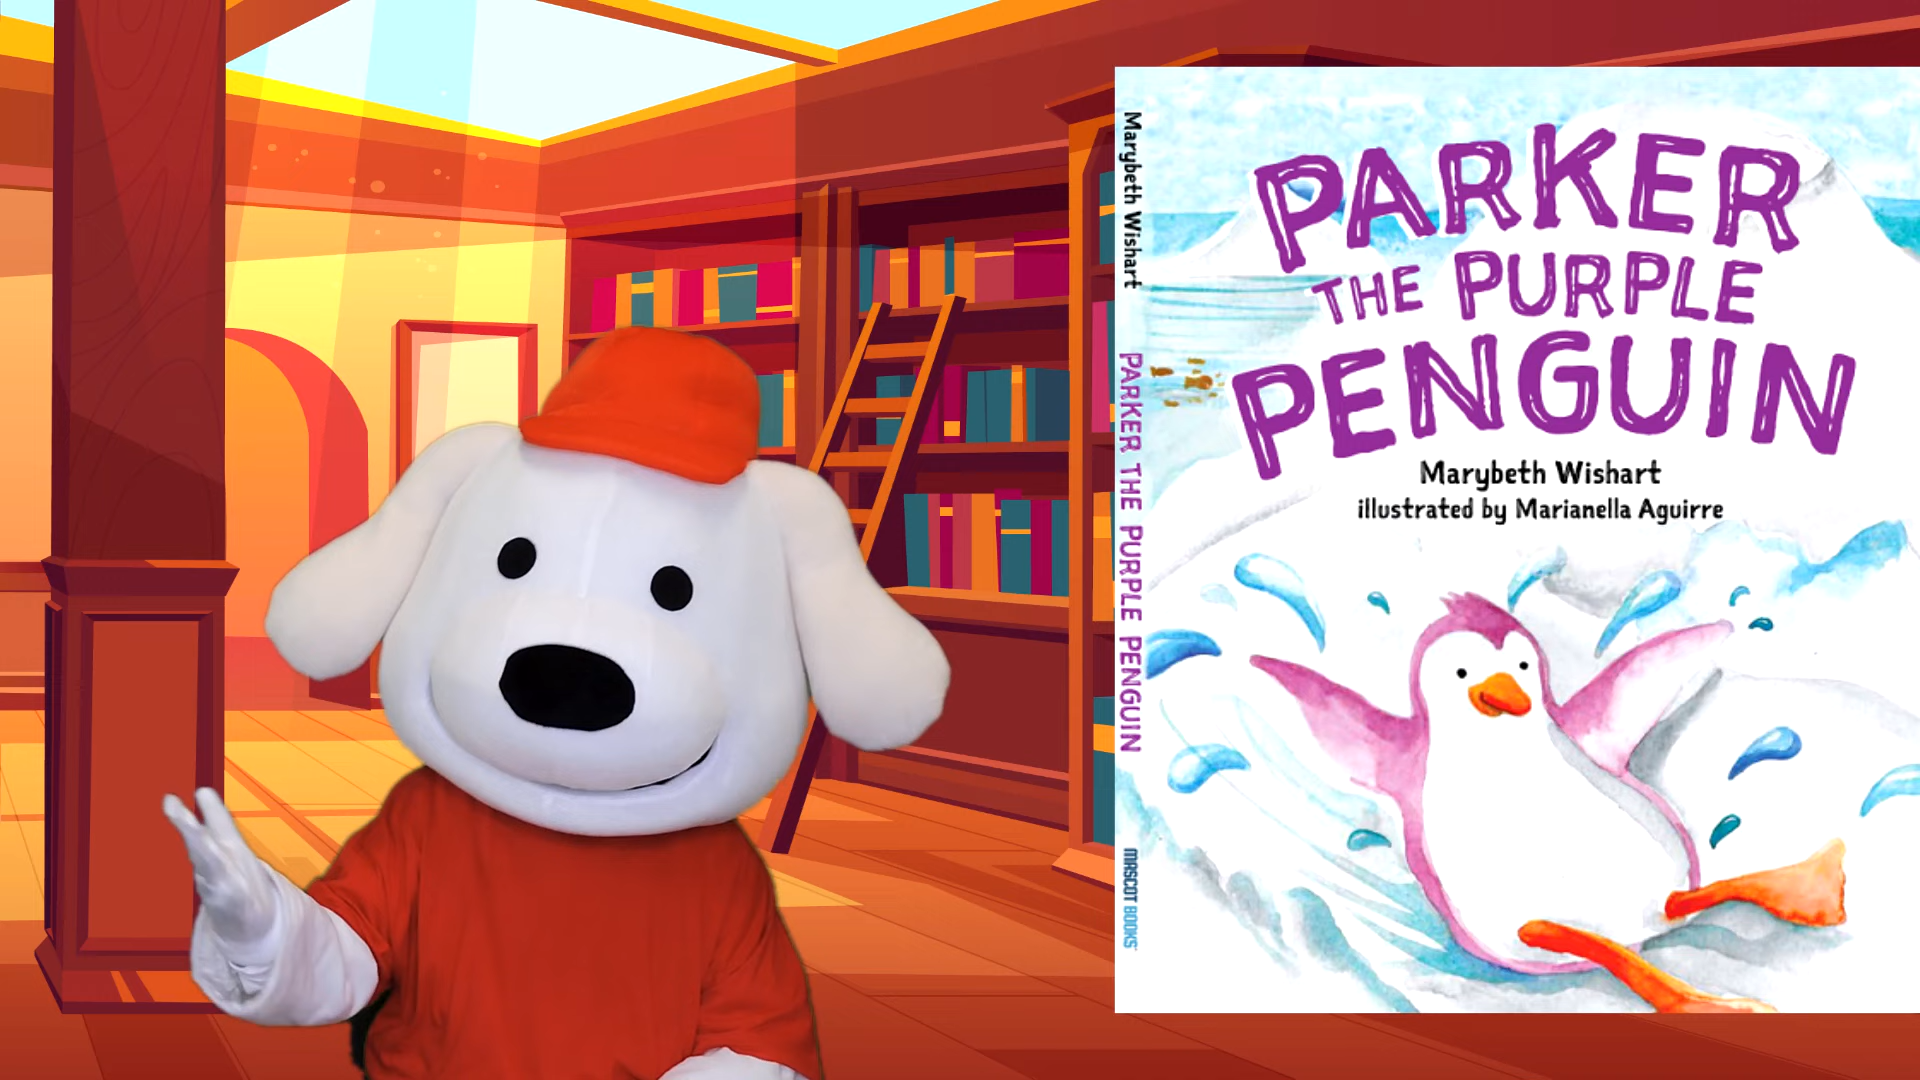 Marybeth Wishart
PARKER THE PURPLE PENGUIN
MASCOT BOOKS
PARKER
THE PURPLE
PENGUIN
Marybeth Wishart
illustrated by Marianella Aguirre